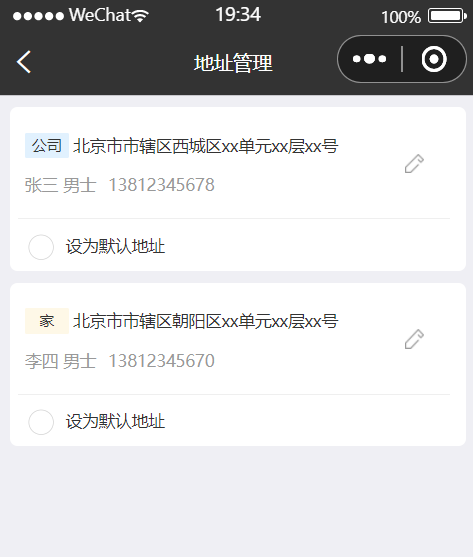 WeChat 19:34 100%
地址管理
公司 北京市市辖区西城区xx单元xx层xx号
张三 男士 13812345678
设为默认地址
家 北京市市辖区朝阳区xx单元xx层xx号
李四 男士 13812345670
设为默认地址